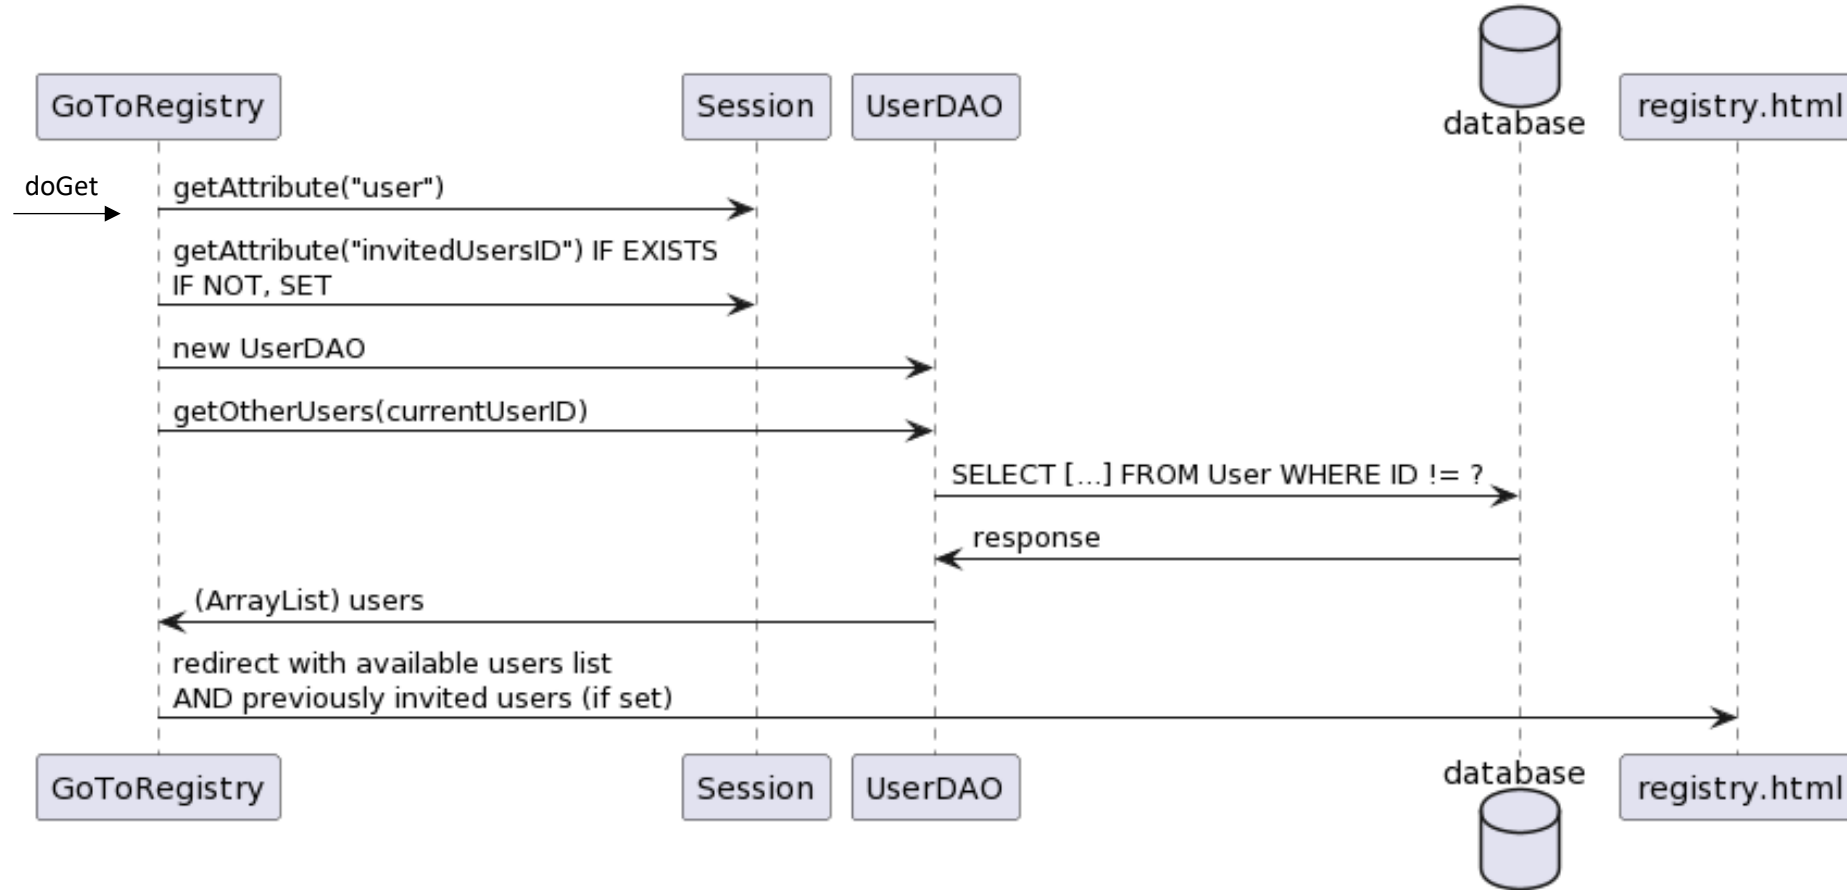 GoToRegistry
Session
UserDAO
database
registry.html
doGet
getAttribute("user")
getAttribute("invitedUsersID") IF EXISTS
IF NOT, SET
new UserDAO
getOtherUsers(currentUserID)
SELECT [...] FROM User WHERE ID != ?
response
(ArrayList) users
redirect with available users list
AND previously invited users (if set)
GoToRegistry
Session
UserDAO
database
registry.html